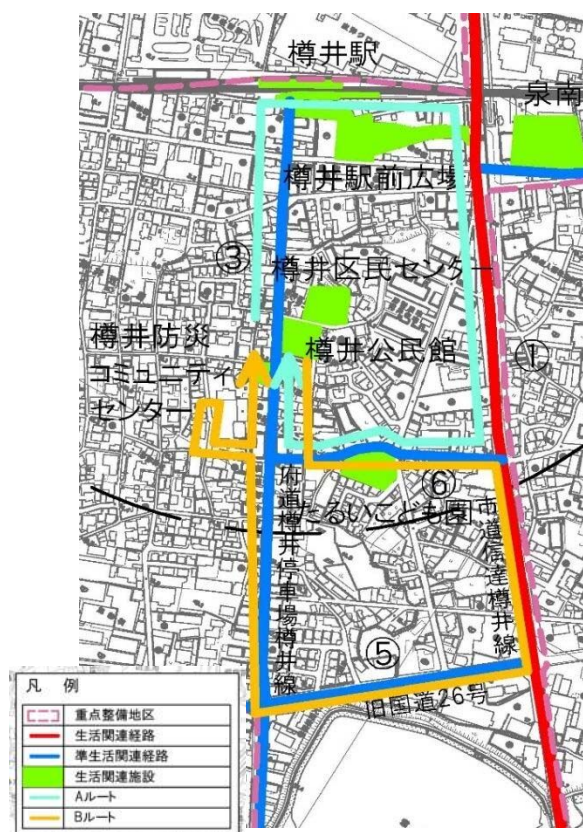 樽井駅
泉南
樽井駅前広場
③
樽井区民センター
樽井防災
コミュニティ
センター
樽井公民館
①
⑥
たるいこども園
府道樽井停車場樽井線
市道信達樽井線
⑤
旧国道26号
凡 例
重点整備地区
生活関連経路
準生活関連経路
生活関連施設
Aルート
Bルート